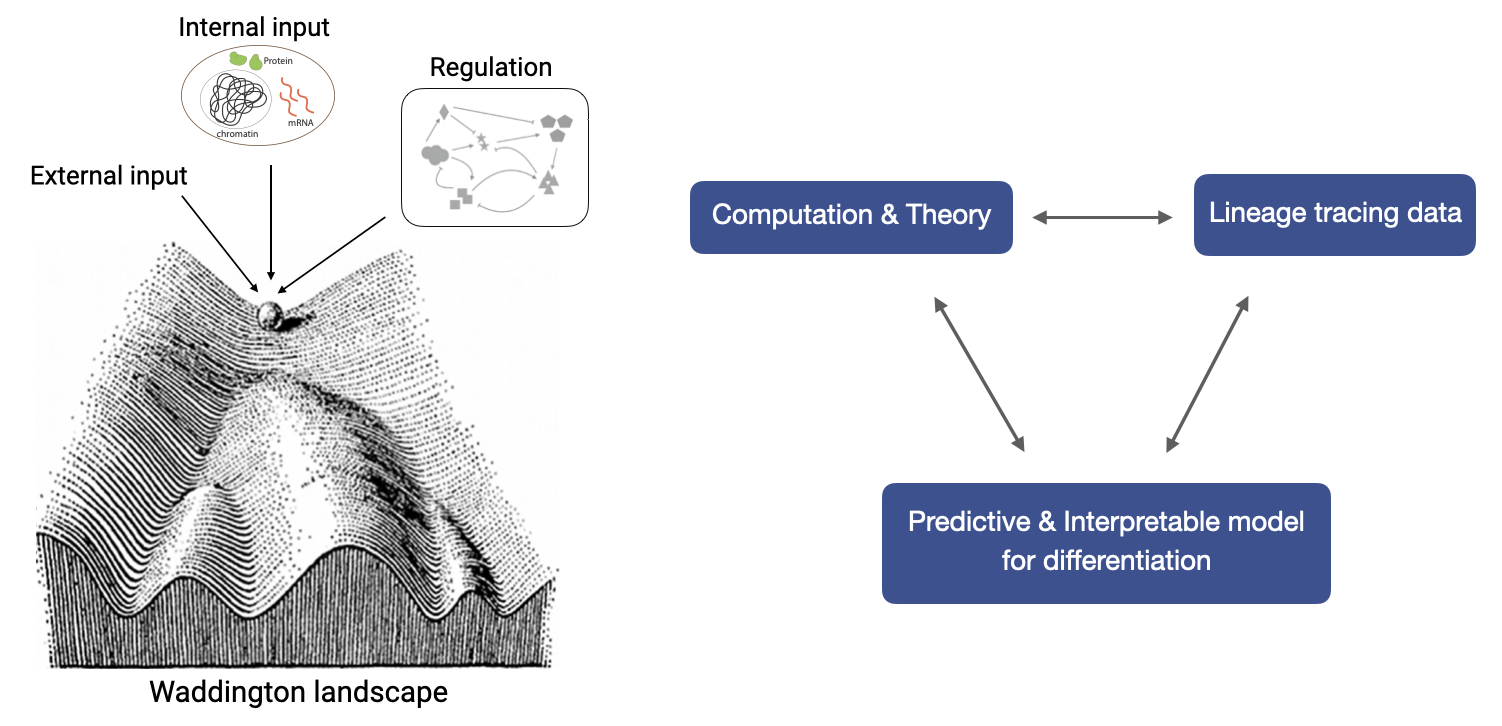 Internal input
Protein
mRNA
chromatin
Regulation
External input
Waddington landscape
Computation & Theory
Lineage tracing data
Predictive & Interpretable model
for differentiation